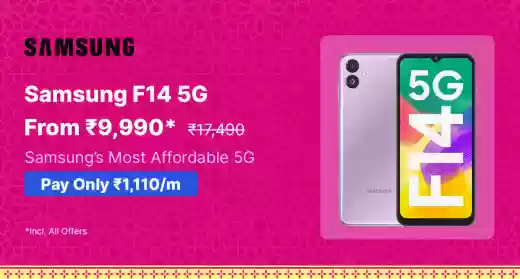 SAMSUNG
Samsung F14 5G
From ₹9,990* ₹17,490
Samsung's Most Affordable 5G
Pay Only ₹1,110/m
*Incl. All Offers
SAMSUNG
5G
F14